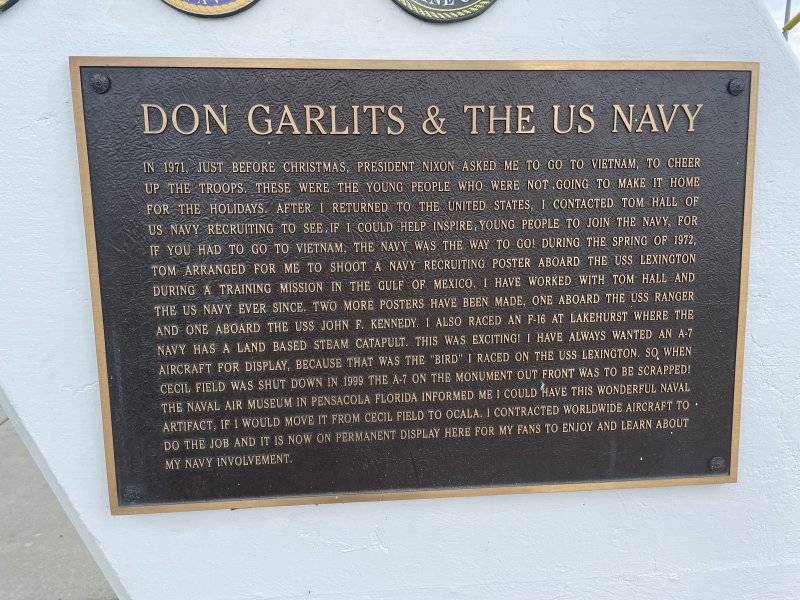 DON GARLITS & THE US NAVY
IN 1971, JUST BEFORE CHRISTMAS, PRESIDENT NIXON ASKED ME TO GO TO VIETNAM, TO CHEER
UP THE TROOPS. THESE WERE THE YOUNG PEOPLE WHO WERE NOT GOING TO MAKE IT HOME
FOR THE HOLIDAYS. AFTER I RETURNED TO THE UNITED STATES, I CONTACTED TOM HALL OF
US NAVY RECRUITING TO SEE IF I COULD HELP INSPIRE YOUNG PEOPLE TO JOIN THE NAVY, FOR
IF YOU HAD TO GO TO VIETNAM, THE NAVY WAS THE WAY TO GO! DURING THE SPRING OF 1972,
TOM ARRANGED FOR ME TO SHOOT A NAVY RECRUITING POSTER ABOARD THE USS LEXINGTON
DURING A TRAINING MISSION IN THE GULF OF MEXICO. I HAVE WORKED WITH TOM HALL AND
THE US NAVY EVER SINCE. TWO MORE POSTERS HAVE BEEN MADE, ONE ABOARD THE USS RANGER
AND ONE ABOARD THE USS JOHN F. KENNEDY. I ALSO RACED AN F-16 AT LAKEHURST WHERE THE
NAVY HAS A LAND BASED STEAM CATAPULT. THIS WAS EXCITING! I HAVE ALWAYS WANTED AN A-7
AIRCRAFT FOR DISPLAY, BECAUSE THAT WAS THE "BIRD" I RACED ON THE USS LEXINGTON. SO WHEN
CECIL FIELD WAS SHUT DOWN IN 1999 THE A-7 ON THE MONUMENT OUT FRONT WAS TO BE SCRAPPED!
THE NAVAL AIR MUSEUM IN PENSACOLA FLORIDA INFORMED ME I COULD HAVE THIS WONDERFUL NAVAL
ARTIFACT, IF I WOULD MOVE IT FROM CECIL FIELD TO OCALA. I CONTRACTED WORLDWIDE AIRCRAFT TO
DO THE JOB AND IT IS NOW ON PERMANENT DISPLAY HERE FOR MY FANS TO ENJOY AND LEARN ABOUT
MY NAVY INVOLVEMENT.